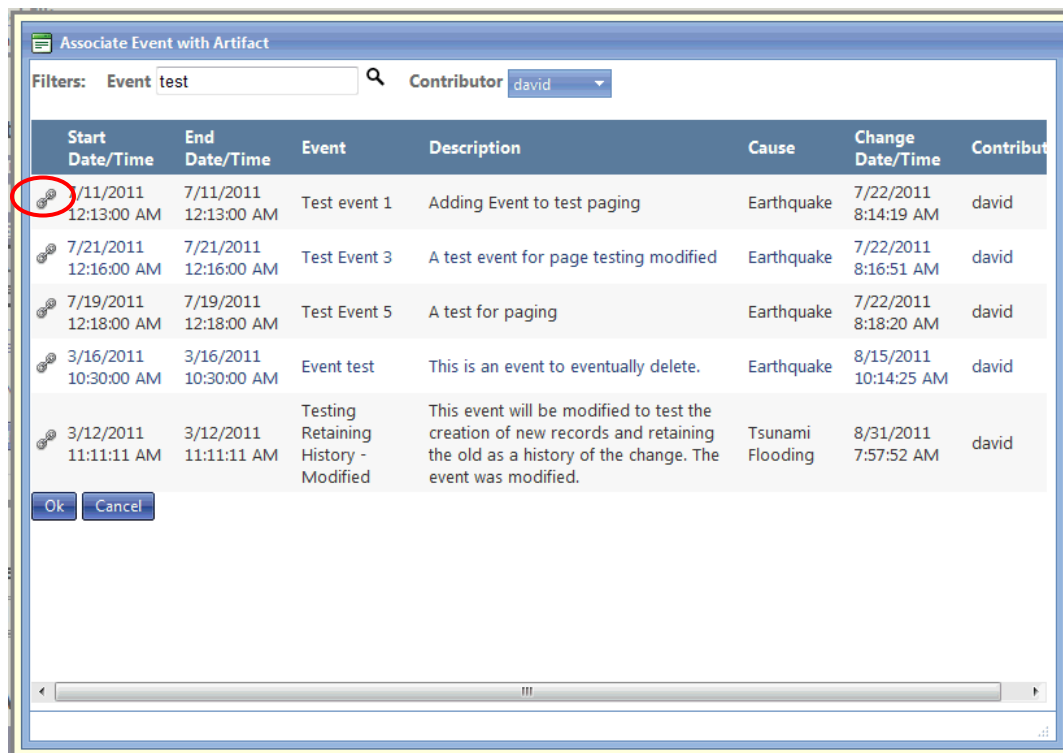 Associate Event with Artifact
Filters: Event test Contributor david
Start Date/Time End Date/Time Event Description Cause Change Date/Time Contribut
7/11/2011 12:13:00 AM 7/11/2011 12:13:00 AM Test event 1 Adding Event to test paging Earthquake 7/22/2011 8:14:19 AM david
7/21/2011 12:16:00 AM 7/21/2011 12:16:00 AM Test Event 3 A test event for page testing modified Earthquake 7/22/2011 8:16:51 AM david
7/19/2011 12:18:00 AM 7/19/2011 12:18:00 AM Test Event 5 A test for paging Earthquake 7/22/2011 8:18:20 AM david
3/16/2011 10:30:00 AM 3/16/2011 10:30:00 AM Event test This is an event to eventually delete. Earthquake 8/15/2011 10:14:25 AM david
3/12/2011 11:11:11 AM 3/12/2011 11:11:11 AM Testing Retaining History - Modified This event will be modified to test the creation of new records and retaining the old as a history of the change. The event was modified. Tsunami Flooding 8/31/2011 7:57:52 AM david
Ok Cancel